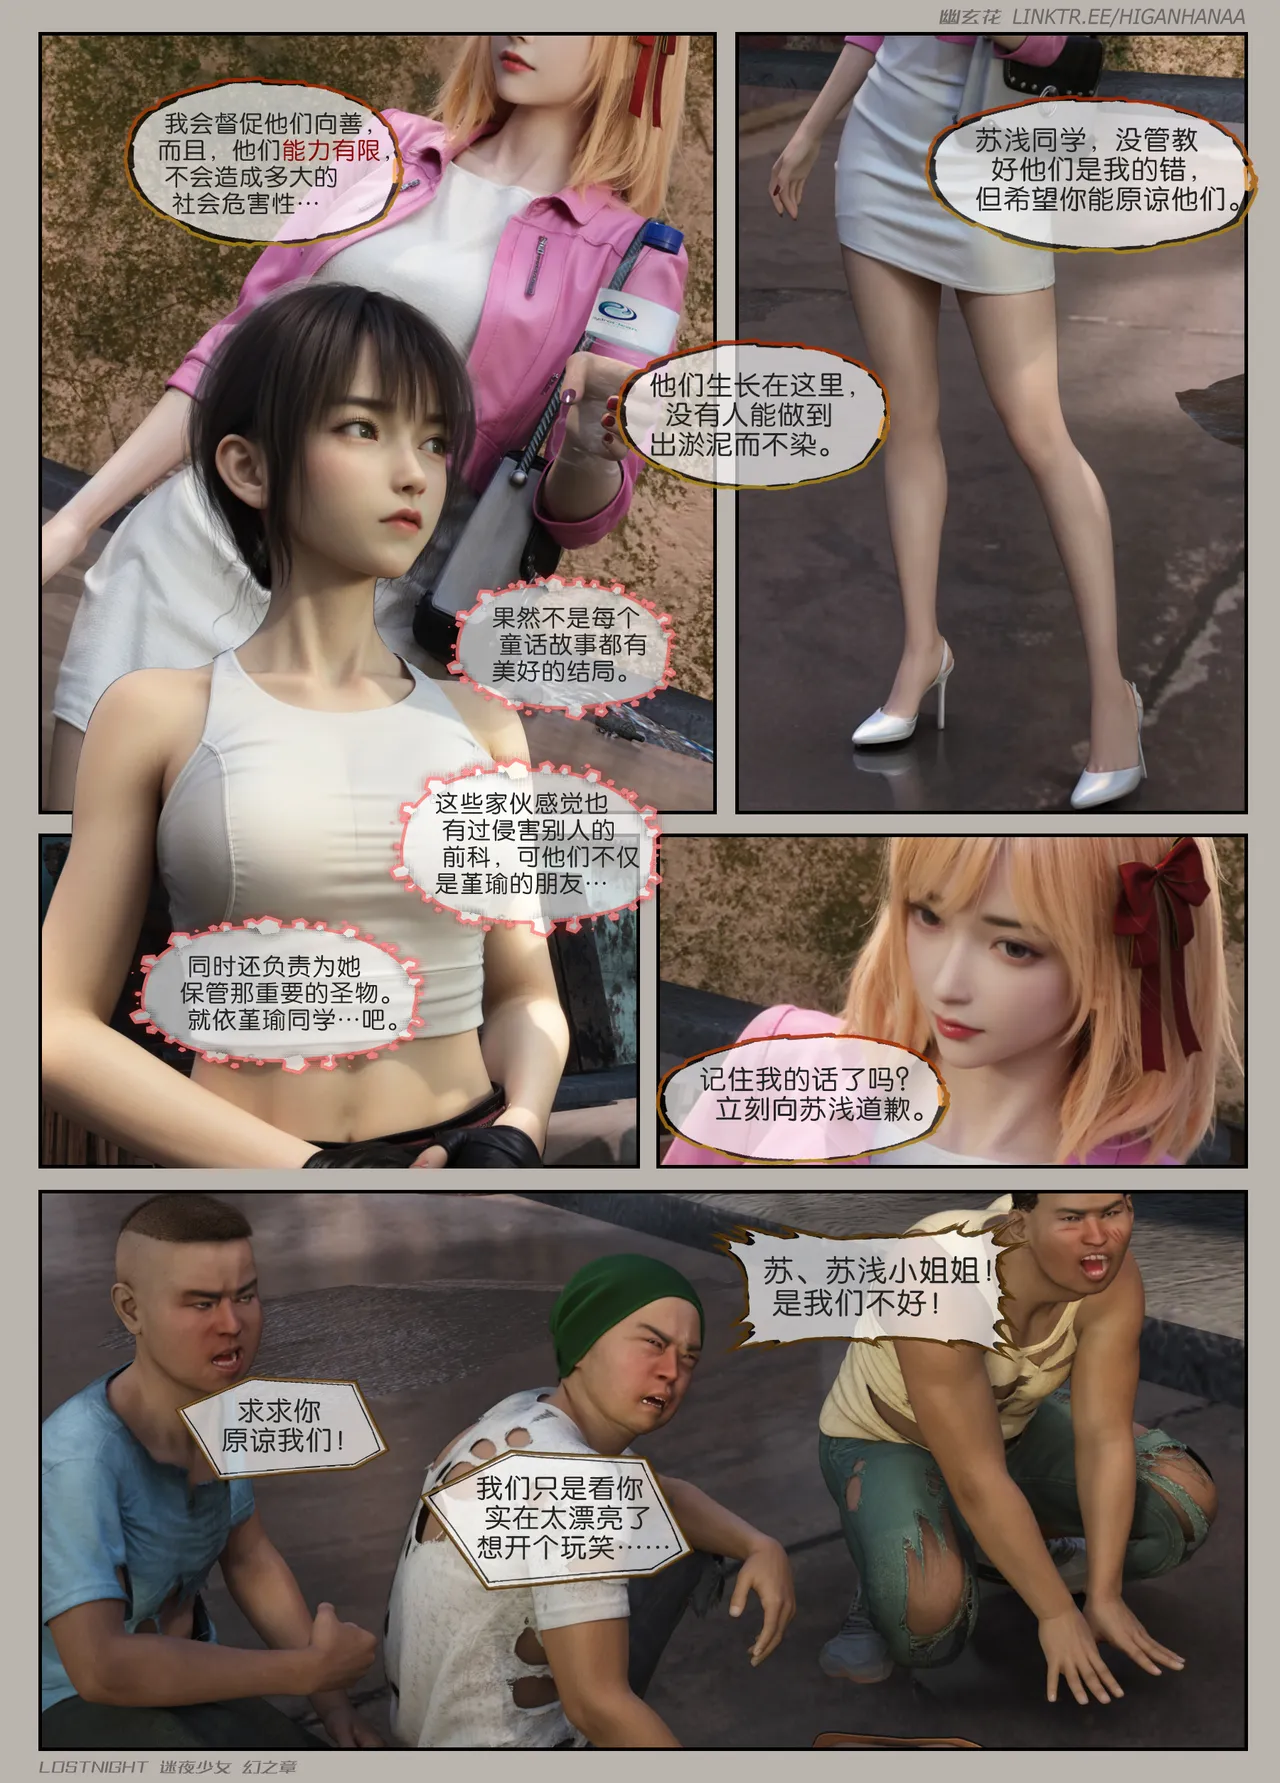 幽玄花 LINKTR.EE/HIGANHANAA
我会督促他们向善，
而且，他们能力有限，
不会造成多大的
社会危害性…
苏浅同学，没管教
好他们是我的错，
但希望你能原谅他们。
他们生长在这里，
没有人能做到
出淤泥而不染。
果然不是每个
童话故事都有
美好的结局。
这些家伙感觉也
有过侵害别人的
前科，可他们不仅
是堇瑜的朋友…
同时还负责为她
保管那重要的圣物。
就依堇瑜同学…吧。
记住我的话了吗？
立刻向苏浅道歉。
苏、苏浅小姐姐！
是我们不好！
求求你
原谅我们！
我们只是看你
实在太漂亮了
想开个玩笑……
LOSTNIGHT 迷夜少女 幻之章